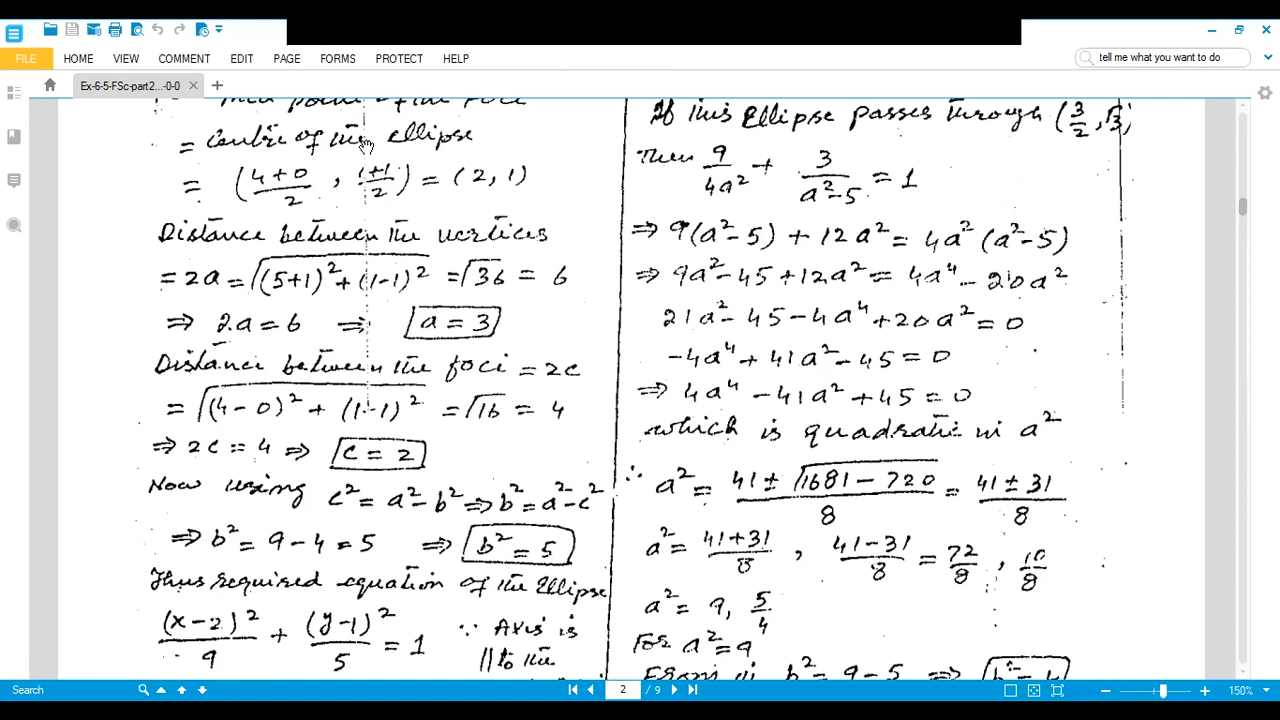 FILE HOME VIEW COMMENT EDIT PAGE FORMS PROTECT HELP
tell me what you want to do
Ex-6-5-FSc-part2...-0-0
= Centre of the ellipse
= (4+0/2, 1+1/2) = (2, 1)
Distance between the vertices
= 2a = √(5+1)² + (1-1)² = √36 = 6
⇒ 2a = 6 ⇒ a = 3
Distance between the foci = 2c
= √(4-0)² + (1-1)² = √16 = 4
⇒ 2c = 4 ⇒ c = 2
Now using c² = a² - b² ⇒ b² = a² - c²
⇒ b² = 9 - 4 = 5 ⇒ b² = 5
Thus required equation of the Ellipse
(x-2)²/9 + (y-1)²/5 = 1 ∵ Axis is
|| to the
If this Ellipse passes through (3/2, √3)
Then 9/4a² + 3/a²-5 = 1
⇒ 9(a²-5) + 12a² = 4a²(a²-5)
⇒ 9a² - 45 + 12a² = 4a⁴ - 20a²
21a² - 45 - 4a⁴ + 20a² = 0
-4a⁴ + 41a² - 45 = 0
⇒ 4a⁴ - 41a² + 45 = 0
which is quadratic in a²
∴ a² = 41 ± √1681 - 720/8 = 41 ± 31/8
a² = 41+31/8, 41-31/8 = 72/8, 10/8
a² = 9, 5/4
For a² = 9
b² = 9 - 5 ⇒
Search
2 / 9
150%